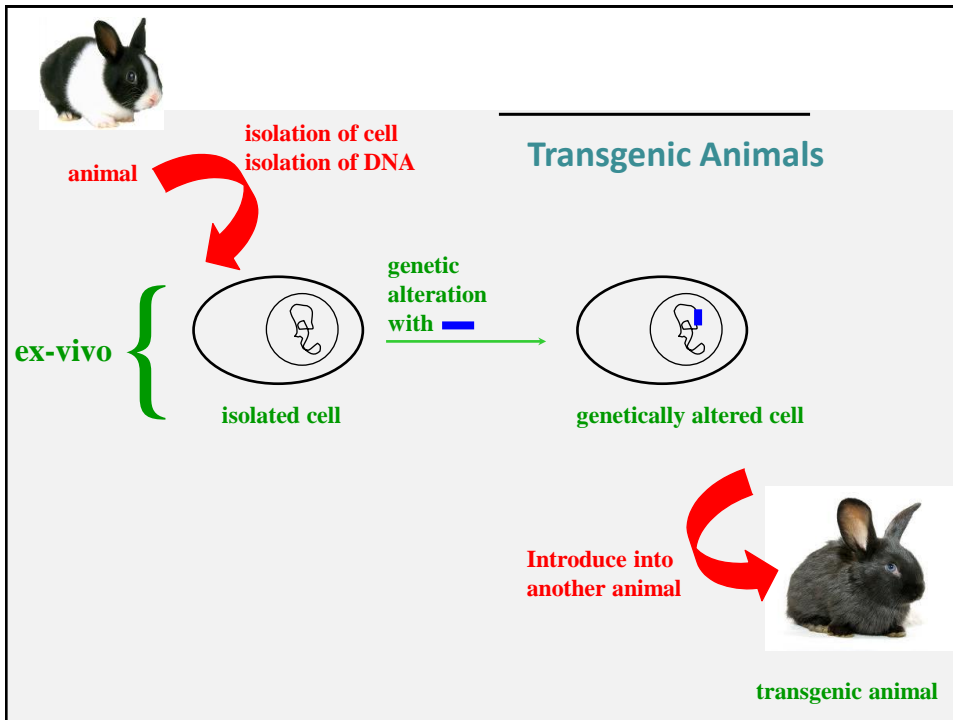 isolation of cell
isolation of DNA
Transgenic Animals
animal
genetic
alteration
with
ex-vivo
isolated cell
genetically altered cell
Introduce into
another animal
transgenic animal